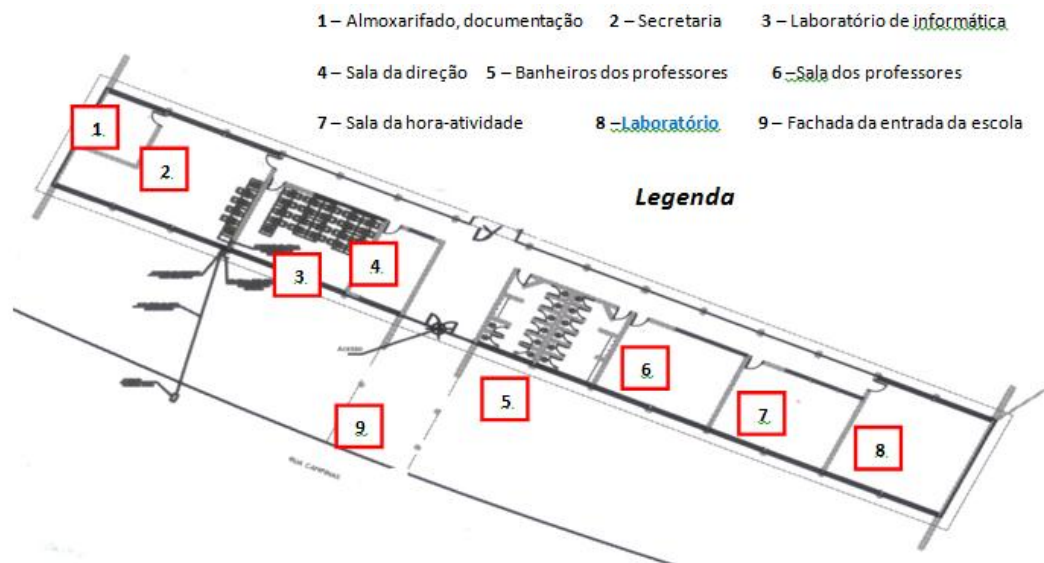 1 – Almoxarifado, documentação 2 – Secretaria 3 – Laboratório de informática
4 – Sala da direção 5 – Banheiros dos professores 6 –Sala dos professores
7 – Sala da hora-atividade 8 –Laboratório 9 – Fachada da entrada da escola
Legenda
1.
2.
3.
4.
Acesso
5.
6.
7.
8.
9.
RUA CAMPINAS